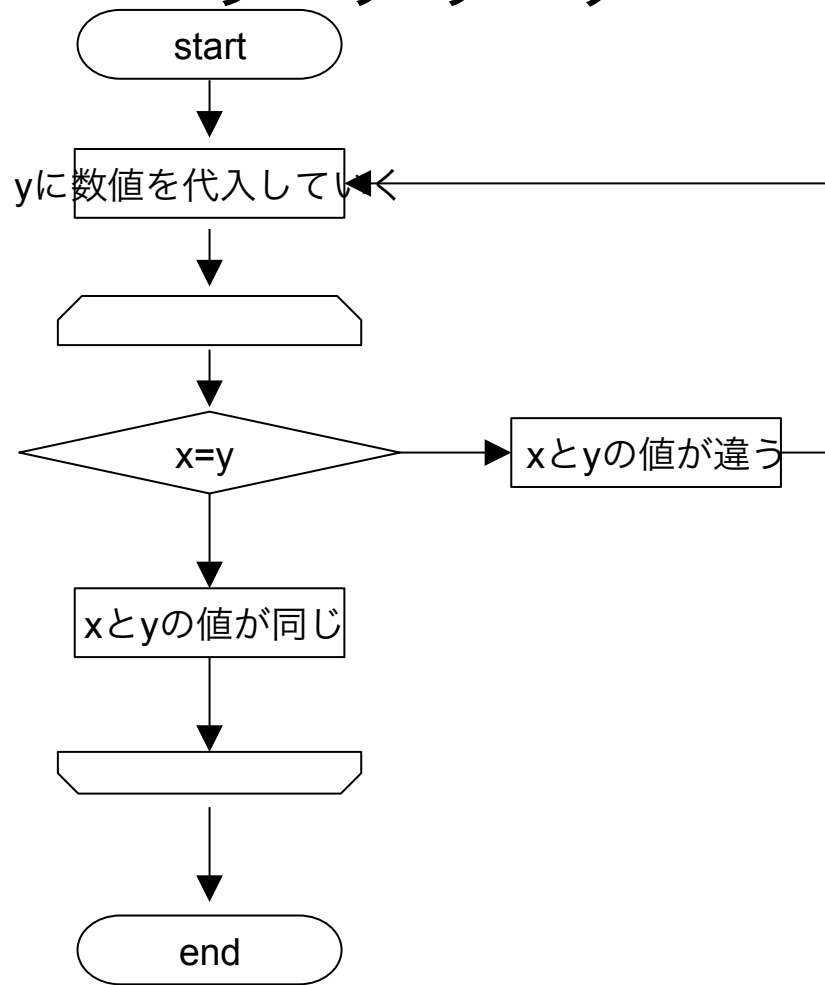 start
yに数値を代入していく
x=y
xとyの値が違う
xとyの値が同じ
end